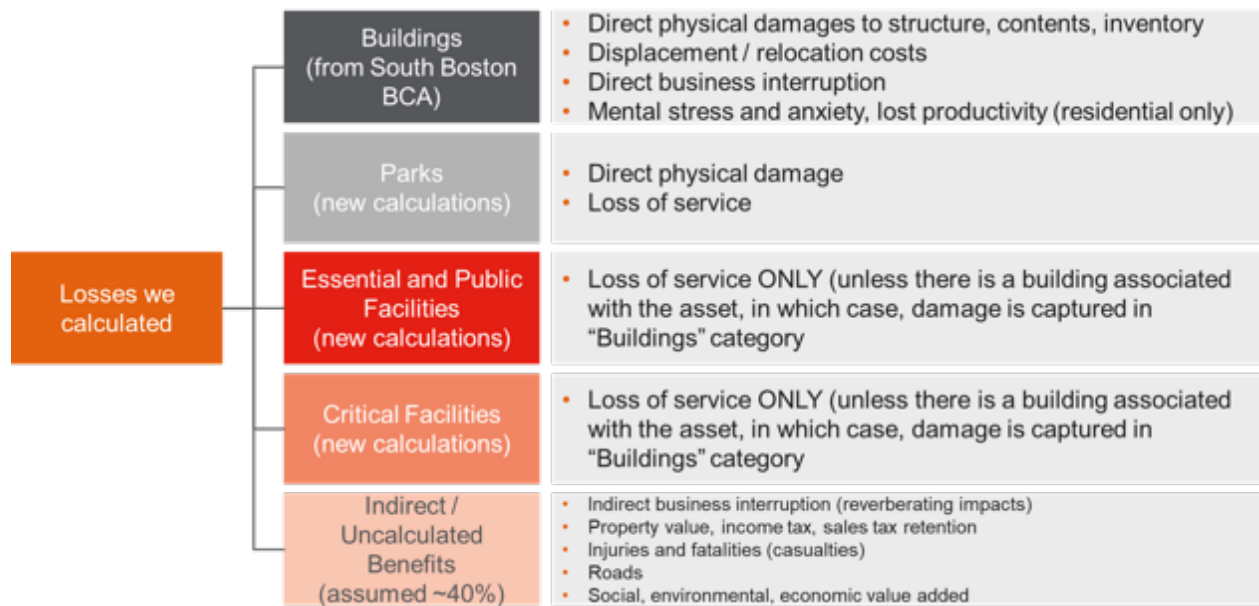 Buildings
(from South Boston
BCA)
• Direct physical damages to structure, contents, inventory
• Displacement / relocation costs
• Direct business interruption
• Mental stress and anxiety, lost productivity (residential only)
Parks
(new calculations)
• Direct physical damage
• Loss of service
Losses we
calculated
Essential and Public
Facilities
(new calculations)
• Loss of service ONLY (unless there is a building associated
with the asset, in which case, damage is captured in
“Buildings” category
Critical Facilities
(new calculations)
• Loss of service ONLY (unless there is a building associated
with the asset, in which case, damage is captured in
“Buildings” category
Indirect /
Uncalculated
Benefits
(assumed ~40%)
• Indirect business interruption (reverberating impacts)
• Property value, income tax, sales tax retention
• Injuries and fatalities (casualties)
• Roads
• Social, environmental, economic value added